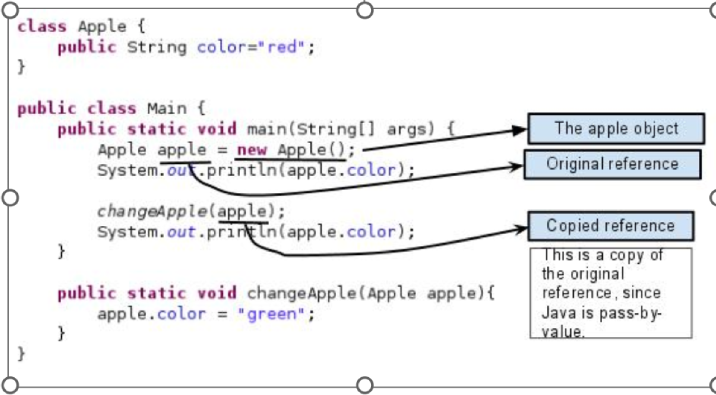 class Apple {
public String color="red";
}
public class Main {
public static void main(String[] args) {
Apple apple = new Apple();
System.out.println(apple.color);
changeApple(apple);
System.out.println(apple.color);
}
public static void changeApple(Apple apple){
apple.color = "green";
}
}
The apple object
Original reference
Copied reference
This is a copy of
the original
reference, since
Java is pass-by-
value.